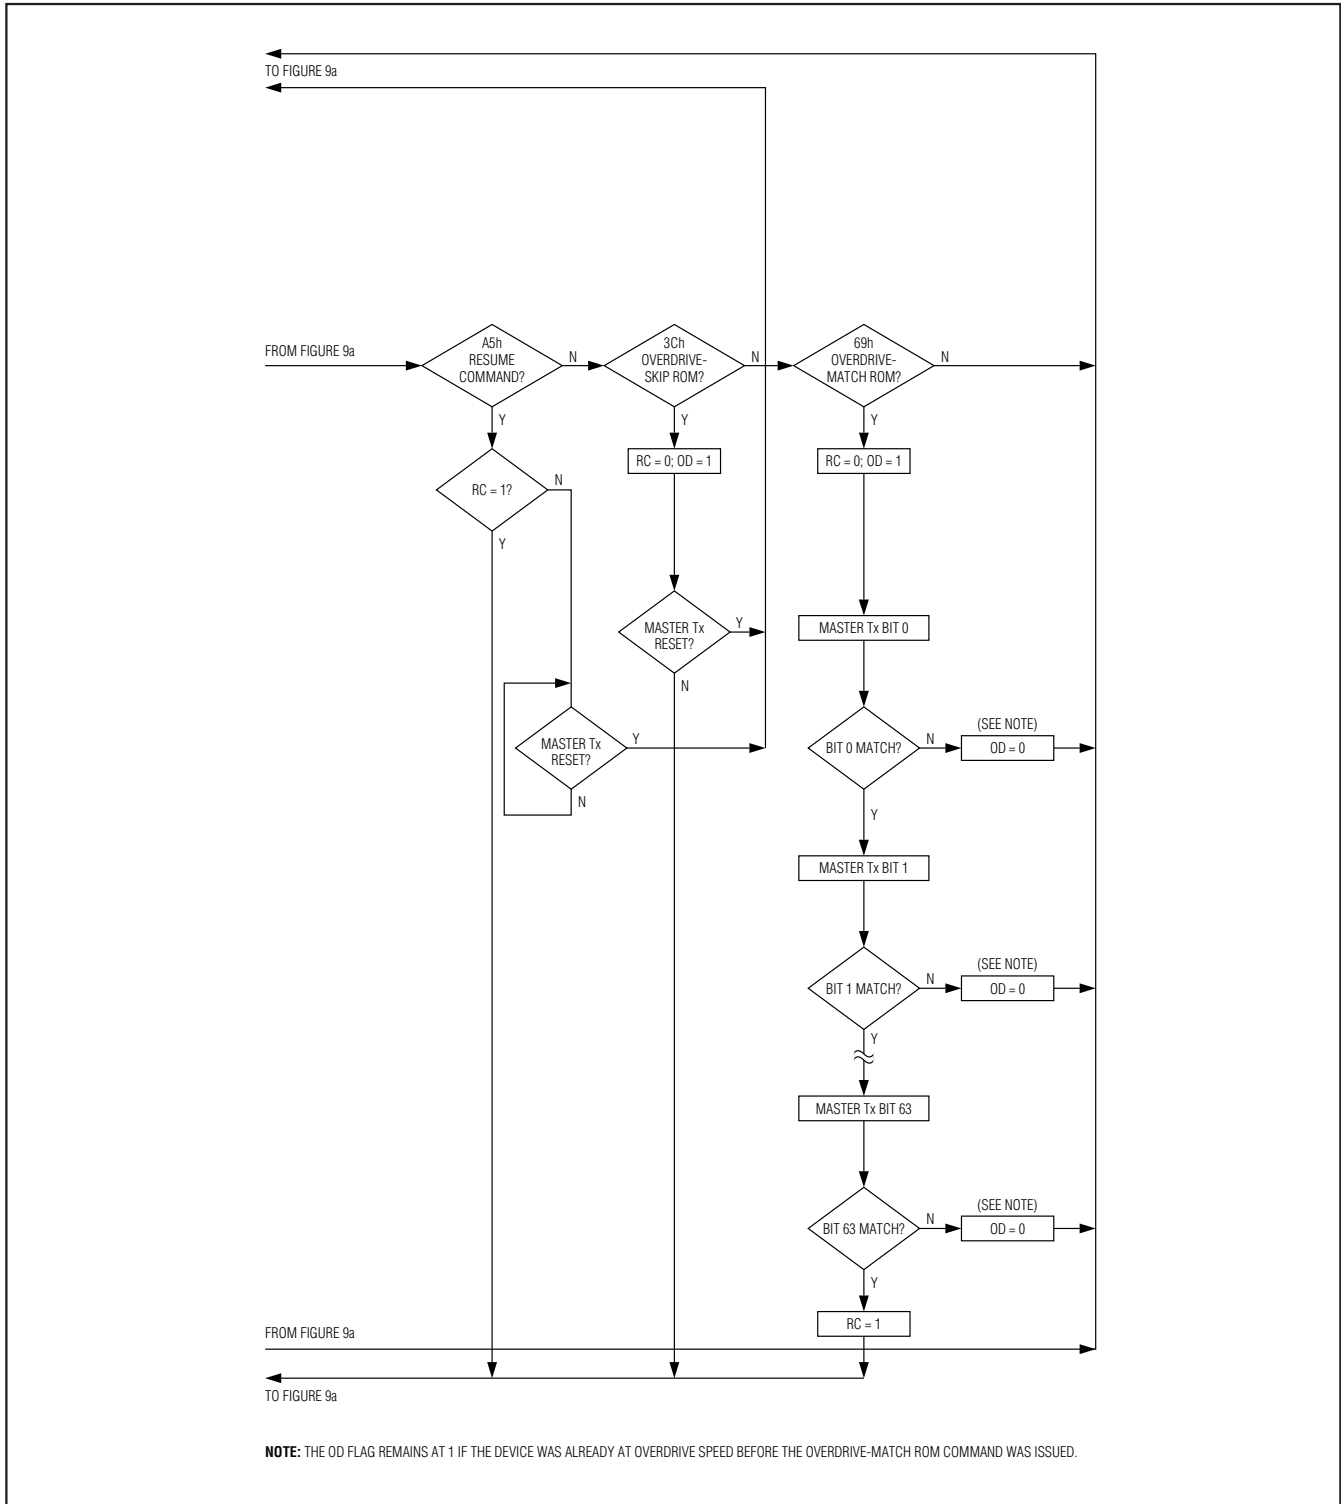 TO FIGURE 9a
FROM FIGURE 9a
A5h
RESUME
COMMAND?
N
3Ch
OVERDRIVE-
SKIP ROM?
N
69h
OVERDRIVE-
MATCH ROM?
N
Y
Y
Y
RC = 0; OD = 1
RC = 0; OD = 1
RC = 1?
N
Y
MASTER Tx
RESET?
Y
N
MASTER Tx BIT 0
MASTER Tx
RESET?
Y
N
BIT 0 MATCH?
N
(SEE NOTE)
OD = 0
Y
MASTER Tx BIT 1
BIT 1 MATCH?
N
(SEE NOTE)
OD = 0
Y
MASTER Tx BIT 63
BIT 63 MATCH?
N
(SEE NOTE)
OD = 0
Y
RC = 1
FROM FIGURE 9a
TO FIGURE 9a
NOTE: THE OD FLAG REMAINS AT 1 IF THE DEVICE WAS ALREADY AT OVERDRIVE SPEED BEFORE THE OVERDRIVE-MATCH ROM COMMAND WAS ISSUED.